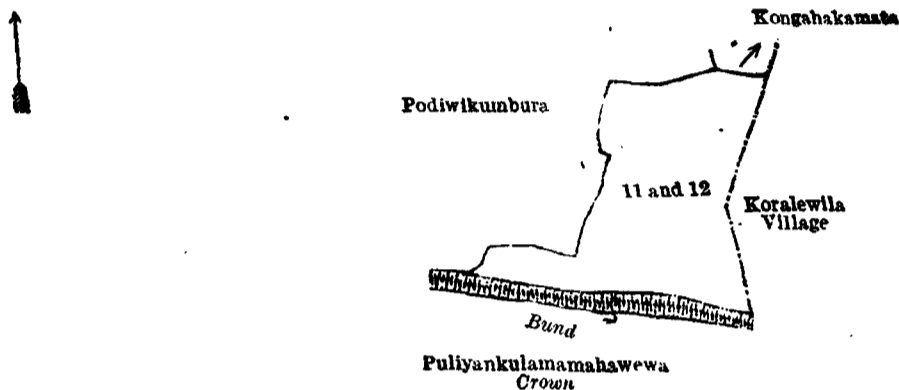 Kongahakamata
Podiwikumbura
11 and 12
Koralewila
Village
Bund
Puliyankulamamahawewa
Crown